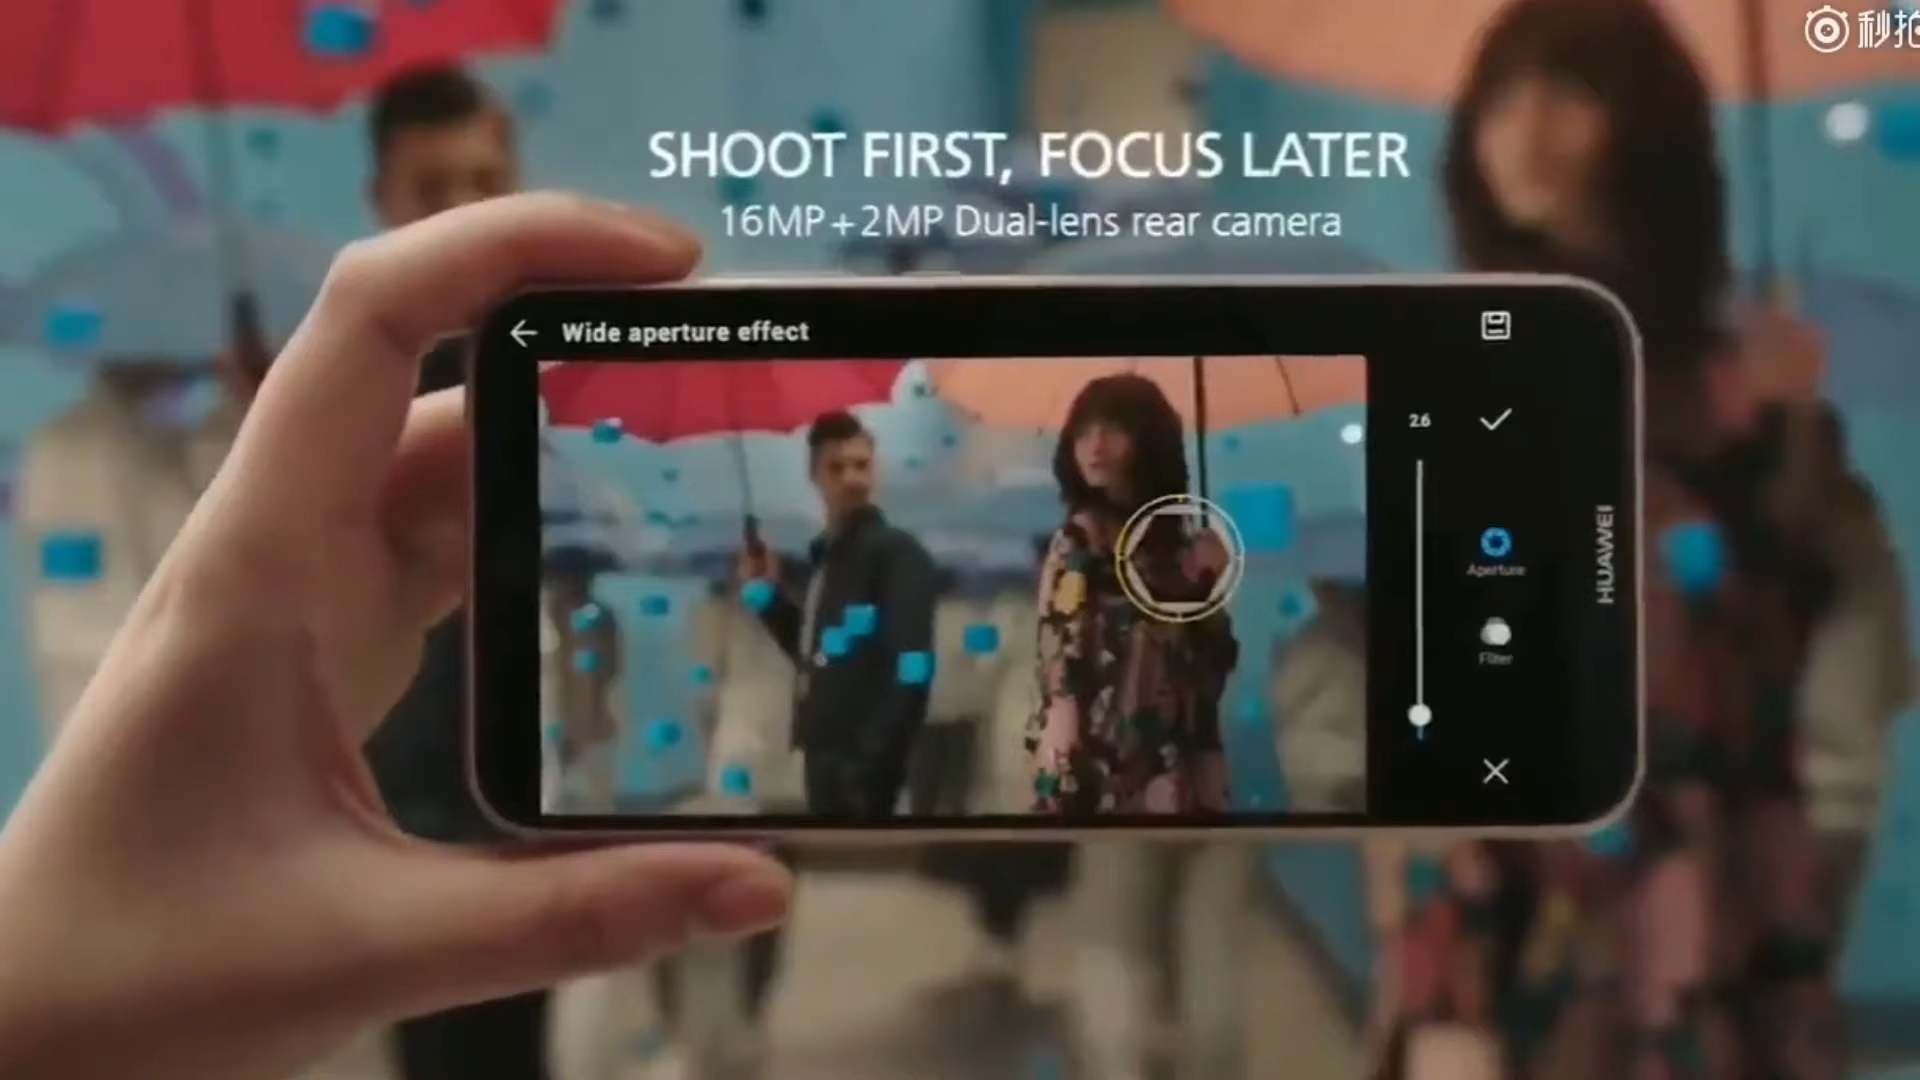 秒拍
SHOOT FIRST, FOCUS LATER
16MP+2MP Dual-lens rear camera
Wide aperture effect
2.6
Aperture
Filter
HUAWEI